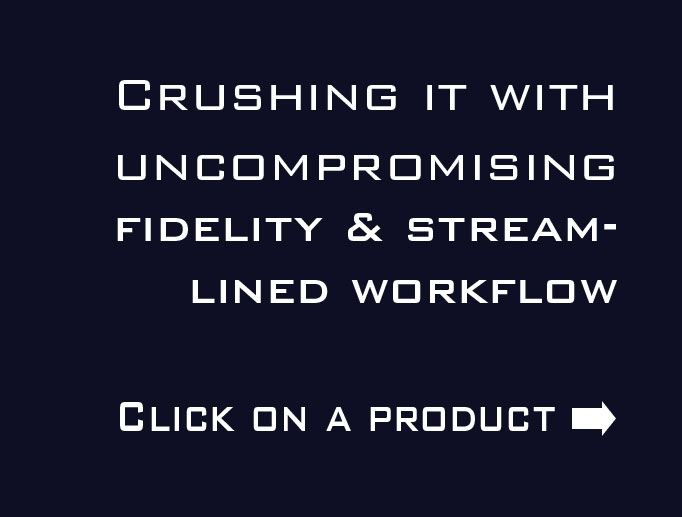 Crushing it with
uncompromising
fidelity & stream-
lined workflow
Click on a product